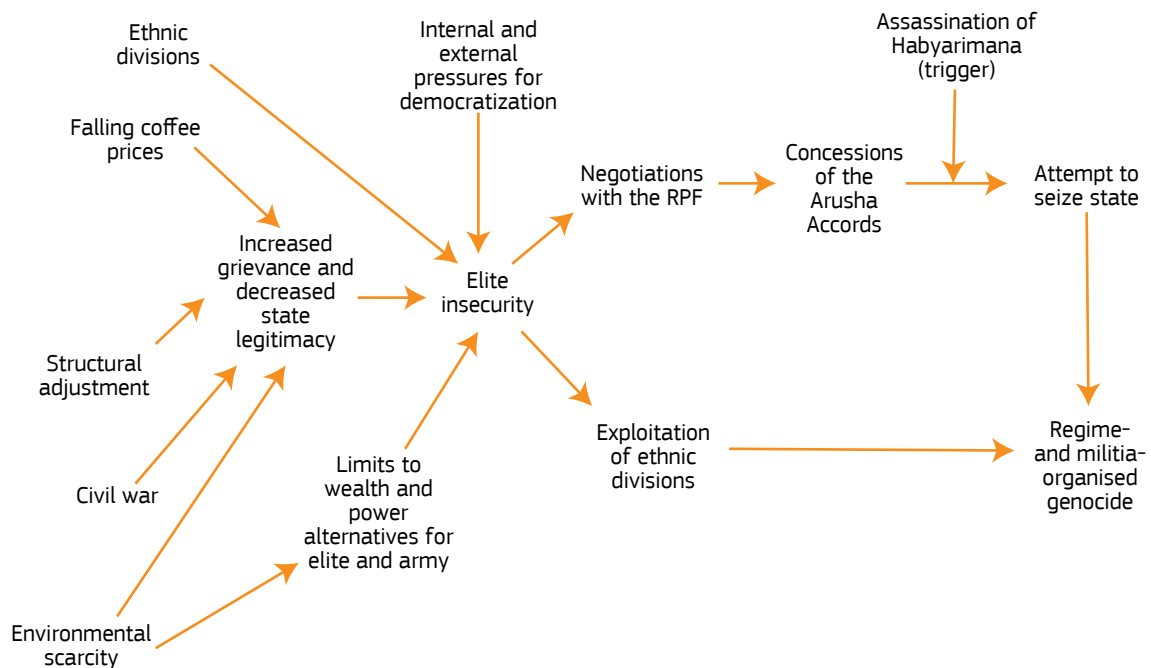 Ethnic
divisions
Internal and
external
pressures for
democratization
Assassination of
Habyarimana
(trigger)
Falling coffee
prices
Negotiations
with the RPF
Concessions
of the
Arusha
Accords
Attempt to
seize state
Increased
grievance and
decreased
state
legitimacy
Elite
insecurity
Structural
adjustment
Exploitation
of ethnic
divisions
Regime-
and militia-
organised
genocide
Civil war
Limits to
wealth and
power
alternatives for
elite and army
Environmental
scarcity